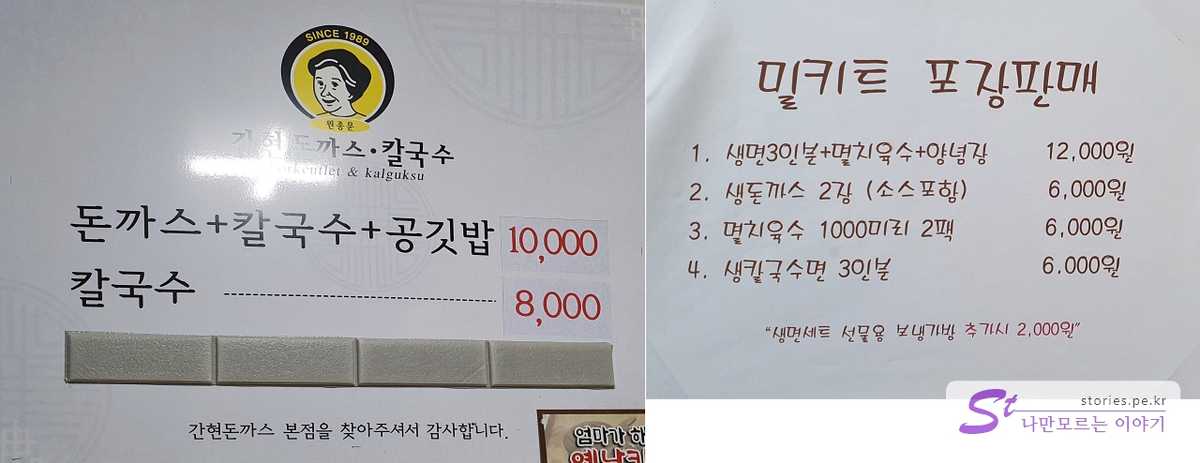 SINCE 1989
원흥문
간현돈까스·칼국수
porkcutlet & kalguksu
돈까스+칼국수+공깃밥 10,000
칼국수 8,000
간현돈까스 본점을 찾아주셔서 감사합니다.
엄마가 해
옛날
밀키트 포장판매
1. 생면3인분+멸치육수+양념장 12,000원
2. 생돈까스 2장 (소스포함) 6,000원
3. 멸치육수 1000미리 2팩 6,000원
4. 생칼국수면 3인분 6.000원
"생면세트 선물용 보냉가방 추가시 2,000원"
St stories.pe.kr
나만모르는 이야기